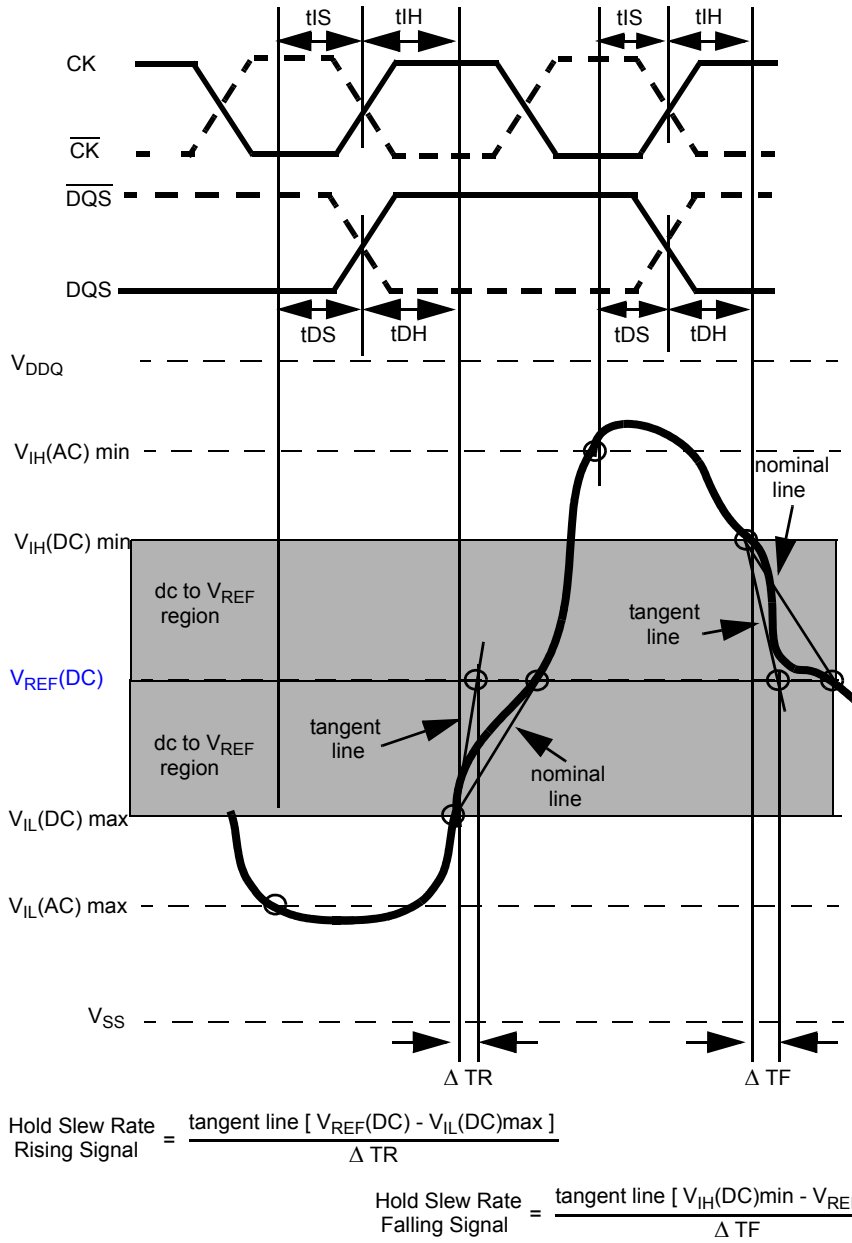 tIS tIH tIS tIH
CK
CK
DQS
DQS
tDS tDH tDS tDH
VDDQ
VIH(AC) min
nominal
line
VIH(DC) min
dc to VREF
region
tangent
line
VREF(DC)
tangent
line
dc to VREF
region
nominal
line
VIL(DC) max
VIL(AC) max
VSS
Δ TR Δ TF
Hold Slew Rate
Rising Signal = tangent line [ VREF(DC) - VIL(DC)max ]
Δ TR
Hold Slew Rate
Falling Signal = tangent line [ VIH(DC)min -
Δ TF